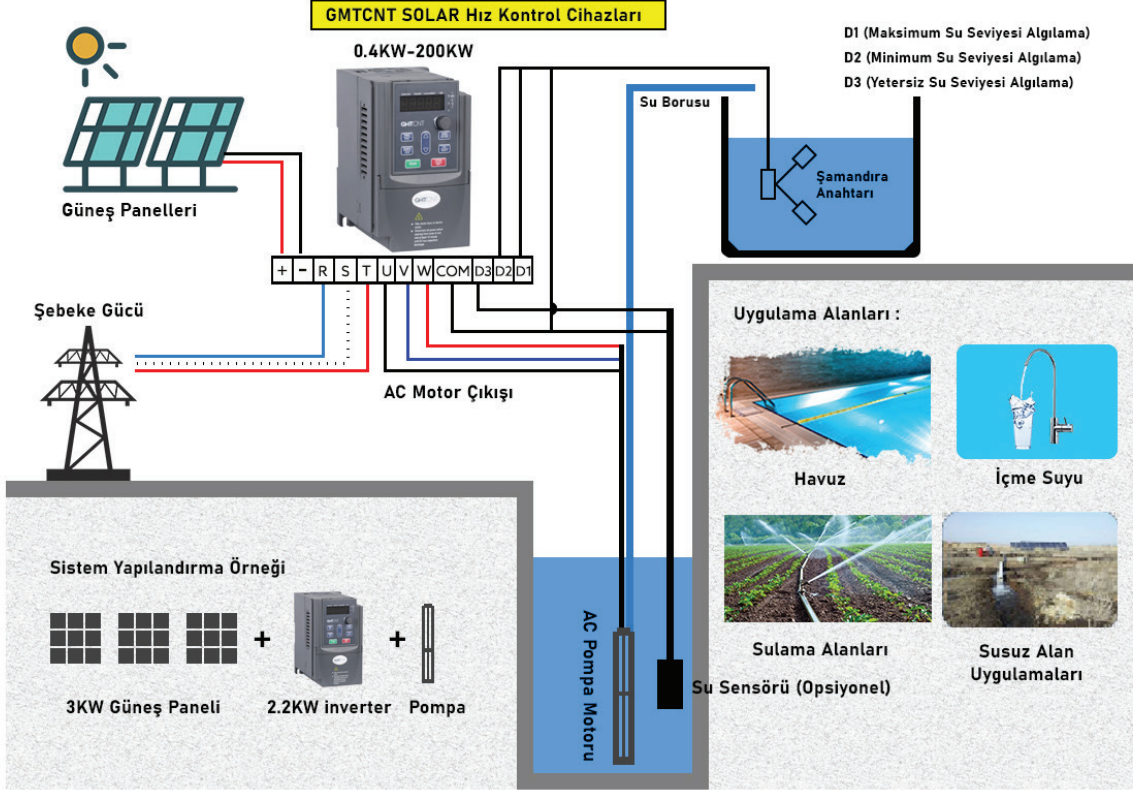 GMTCNT SOLAR Hız Kontrol Cihazları
0.4KW-200KW
D1 (Maksimum Su Seviyesi Algılama)
D2 (Minimum Su Seviyesi Algılama)
D3 (Yetersiz Su Seviyesi Algılama)
Su Borusu
GMTCNT
GMTCNT
Şamandıra
Anahtarı
Güneş Panelleri
+ - R S T U V W COM D3 D2 D1
Şebeke Gücü
AC Motor Çıkışı
Uygulama Alanları :
Havuz
İçme Suyu
Sistem Yapılandırma Örneği
+
+
3KW Güneş Paneli
2.2KW inverter
Pompa
AC Pompa Motoru
Su Sensörü (Opsiyonel)
Sulama Alanları
Susuz Alan
Uygulamaları